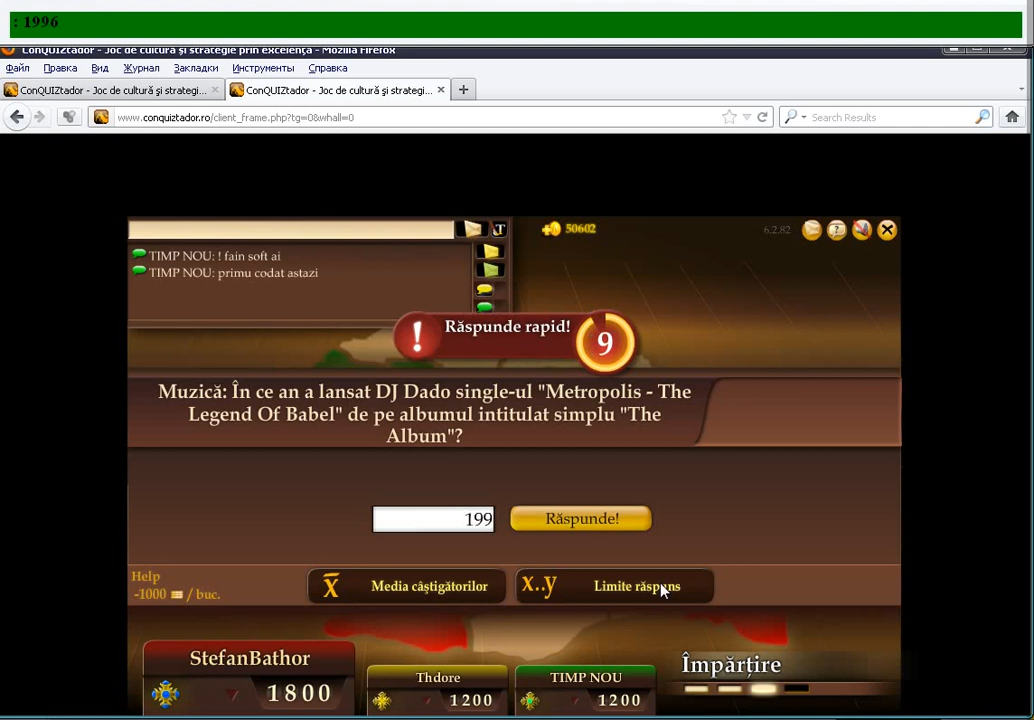 : 1996
ConQUIZtador - Joc de cultură și strategie prin excelența - Mozilla Firefox
Файл Правка Вид Журнал Закладки Инструменты Справка
ConQUIZtador - Joc de cultură și strategi... ConQUIZtador - Joc de cultură și strategi...
www.conquiztador.ro/client_frame.php?tg=0&whall=0 Search Results
50602 6.2.82
TIMP NOU: ! fain soft ai
TIMP NOU: primu codat astazi
Răspunde rapid! 9
Muzică: În ce an a lansat DJ Dado single-ul "Metropolis - The
Legend Of Babel" de pe albumul intitulat simplu "The
Album"?
199 Răspunde!
Help
-1000 / buc.
x̄ Media câștigătorilor x..y Limite răspuns
StefanBathor
1800
Thdore
1200
TIMP NOU
1200
Împărțire